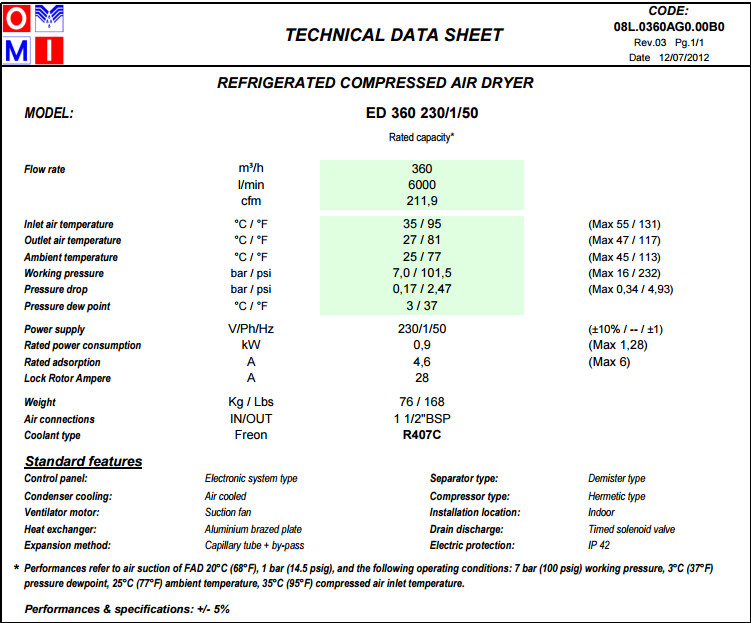 O
M I
TECHNICAL DATA SHEET
CODE:
08L.0360AG0.00B0
Rev.03 Pg.1/1
Date 12/07/2012
REFRIGERATED COMPRESSED AIR DRYER
MODEL: ED 360 230/1/50
Rated capacity*
Flow rate m³/h 360
l/min 6000
cfm 211,9
Inlet air temperature °C / °F 35 / 95 (Max 55 / 131)
Outlet air temperature °C / °F 27 / 81 (Max 47 / 117)
Ambient temperature °C / °F 25 / 77 (Max 45 / 113)
Working pressure bar / psi 7,0 / 101,5 (Max 16 / 232)
Pressure drop bar / psi 0,17 / 2,47 (Max 0,34 / 4,93)
Pressure dew point °C / °F 3 / 37
Power supply V/Ph/Hz 230/1/50 (±10% / -- / ±1)
Rated power consumption kW 0,9 (Max 1,28)
Rated adsorption A 4,6 (Max 6)
Lock Rotor Ampere A 28
Weight Kg / Lbs 76 / 168
Air connections IN/OUT 1 1/2"BSP
Coolant type Freon R407C
Standard features
Control panel: Electronic system type Separator type: Demister type
Condenser cooling: Air cooled Compressor type: Hermetic type
Ventilator motor: Suction fan Installation location: Indoor
Heat exchanger: Aluminium brazed plate Drain discharge: Timed solenoid valve
Expansion method: Capillary tube + by-pass Electric protection: IP 42
* Performances refer to air suction of FAD 20°C (68°F), 1 bar (14.5 psig), and the following operating conditions: 7 bar (100 psig) working pressure, 3°C (37°F)
pressure dewpoint, 25°C (77°F) ambient temperature, 35°C (95°F) compressed air inlet temperature.
Performances & specifications: +/- 5%